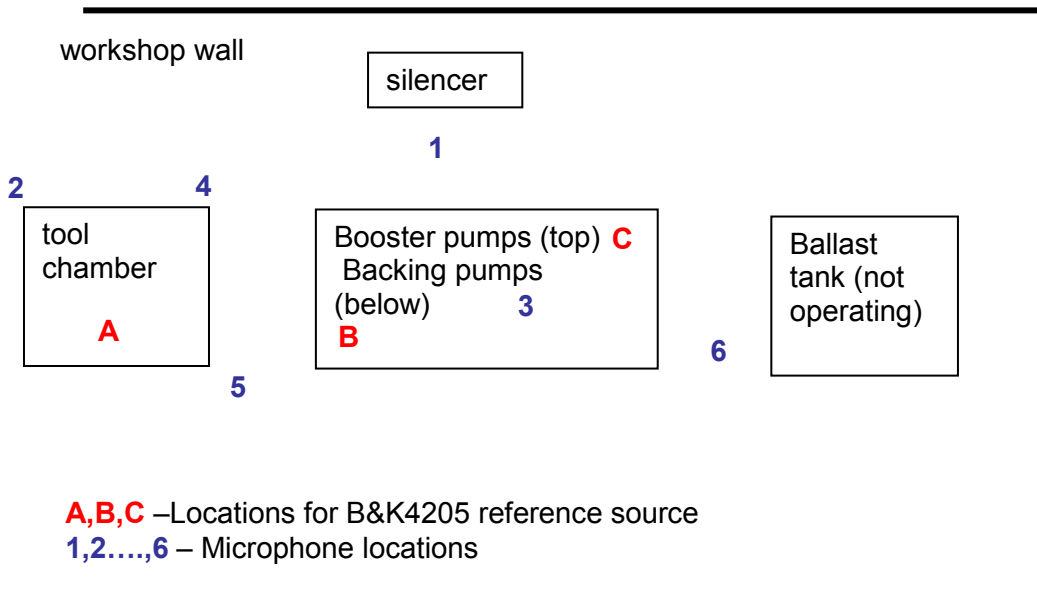 workshop wall
silencer
1
2
4
tool
chamber
A
Booster pumps (top) C
Backing pumps
(below) 3
B
Ballast
tank (not
operating)
6
5
A,B,C –Locations for B&K4205 reference source
1,2….,6 – Microphone locations